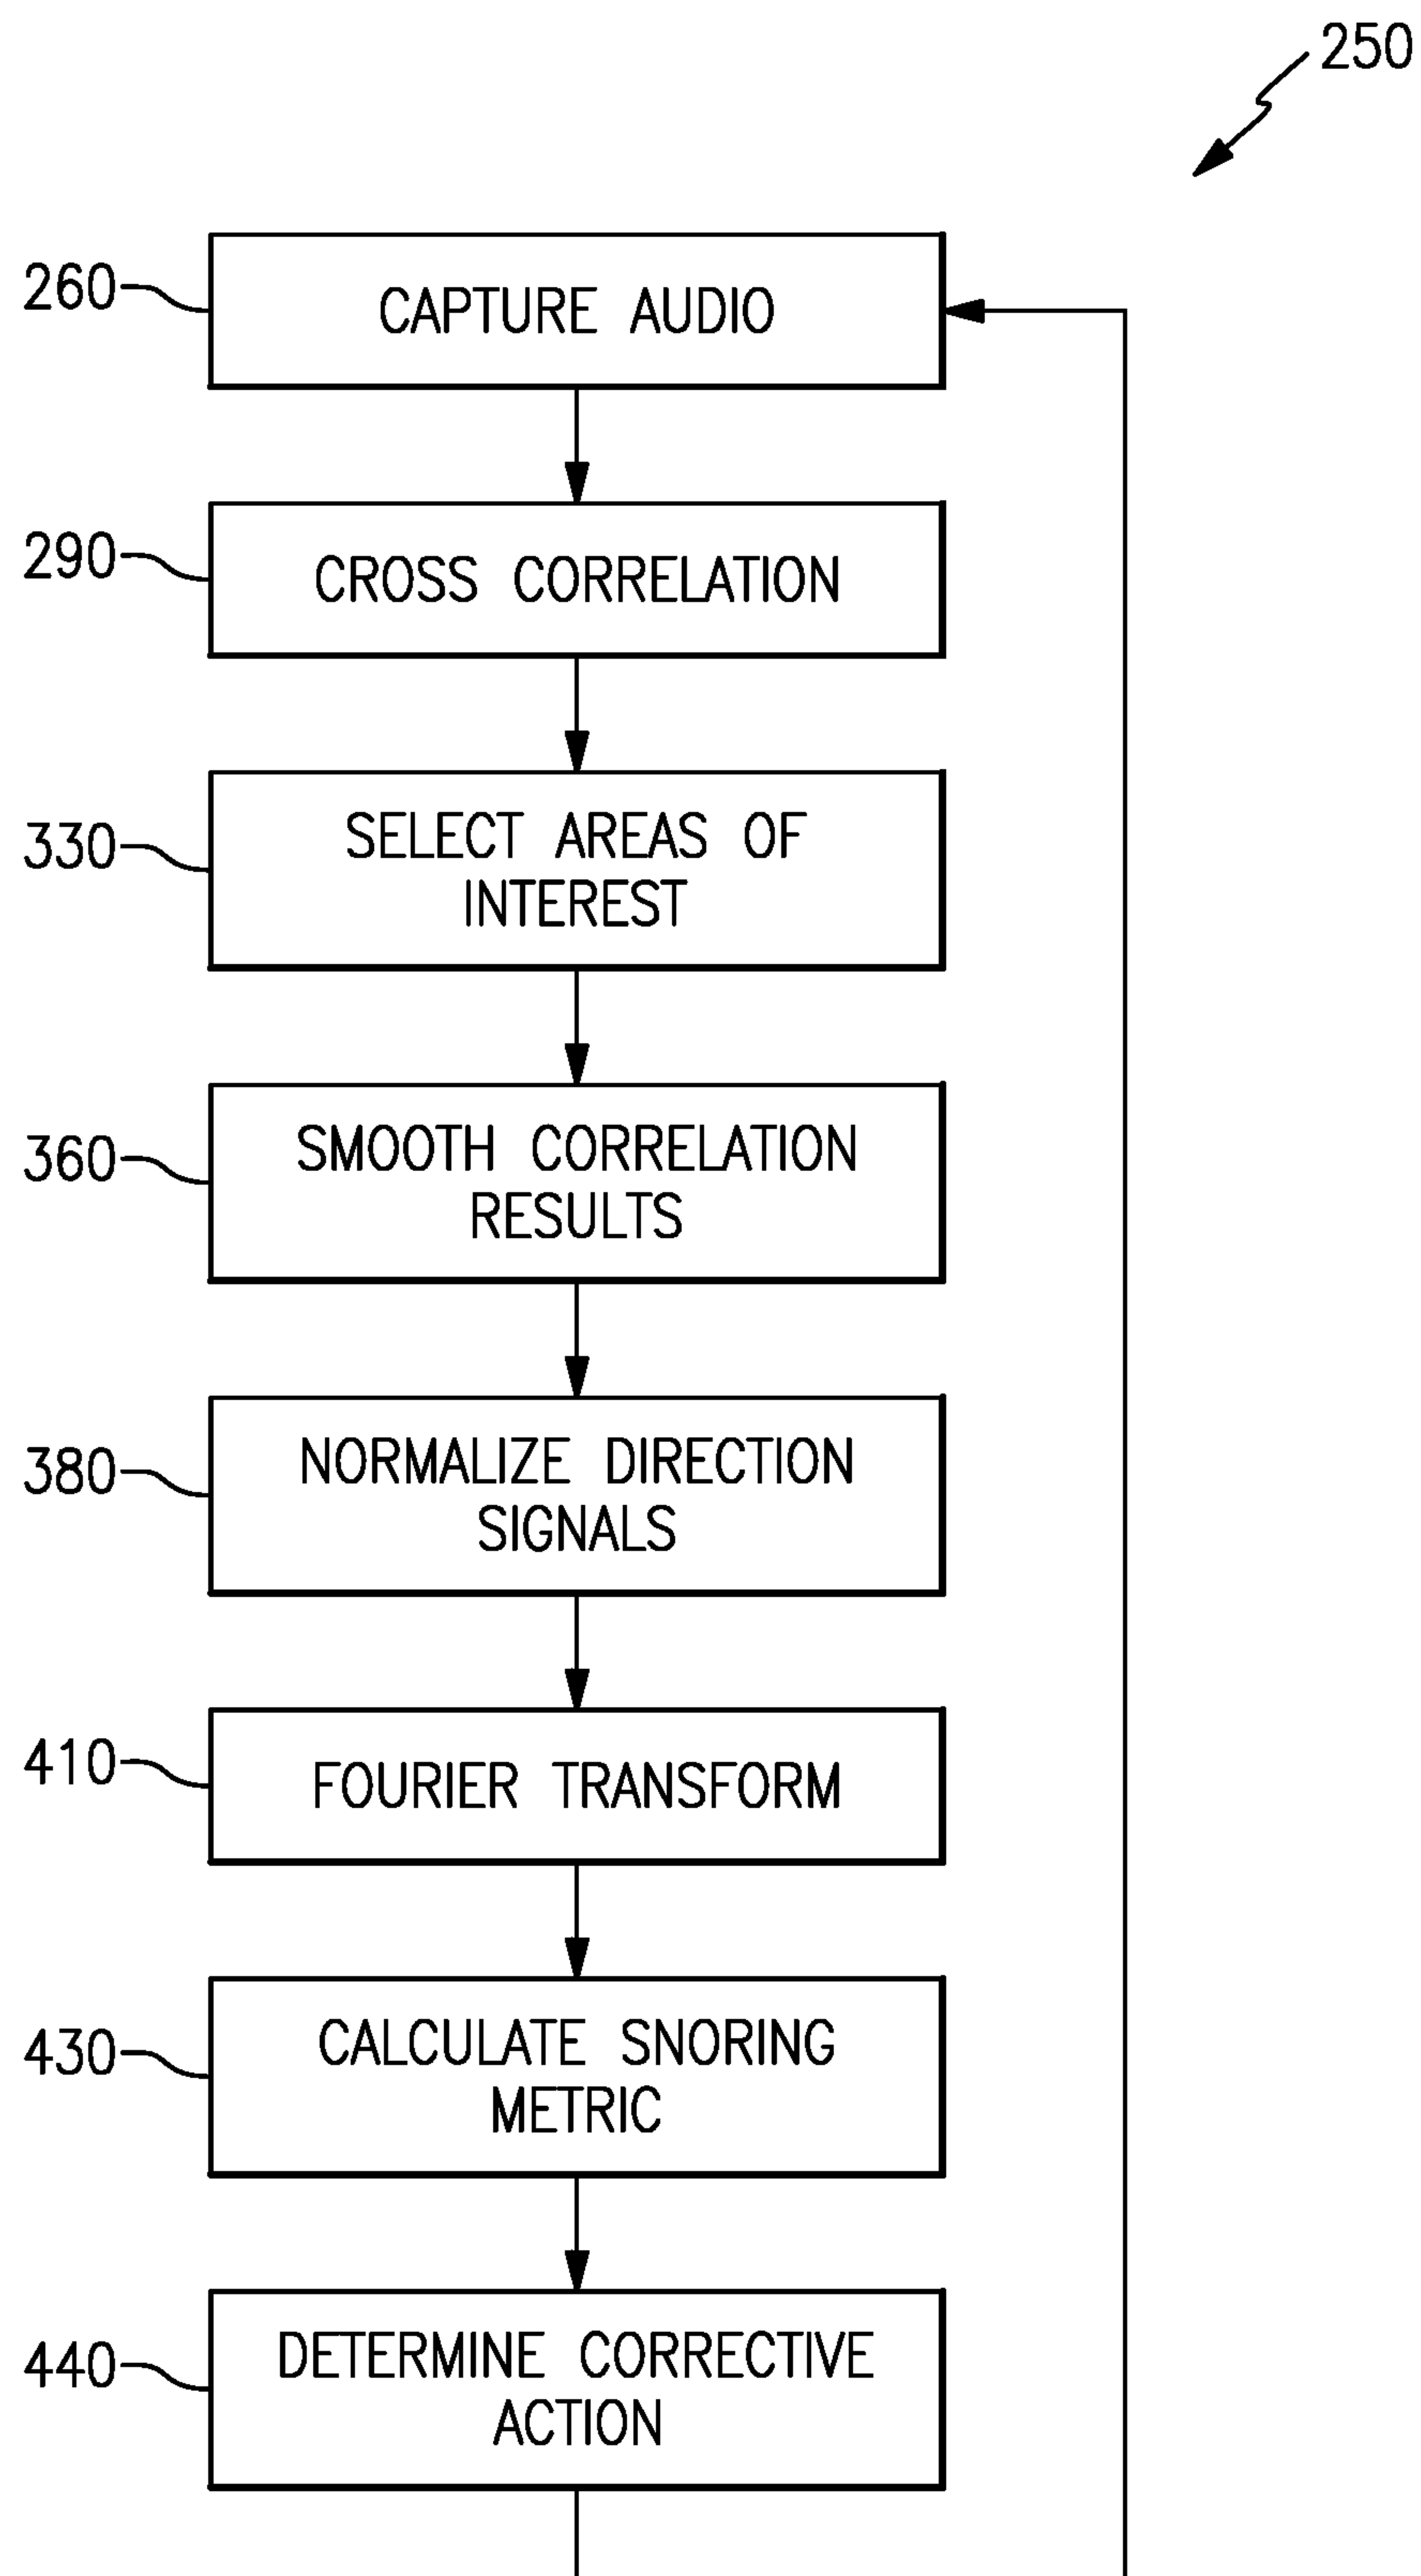 250
260
CAPTURE AUDIO
290
CROSS CORRELATION
330
SELECT AREAS OF
INTEREST
360
SMOOTH CORRELATION
RESULTS
380
NORMALIZE DIRECTION
SIGNALS
410
FOURIER TRANSFORM
430
CALCULATE SNORING
METRIC
440
DETERMINE CORRECTIVE
ACTION